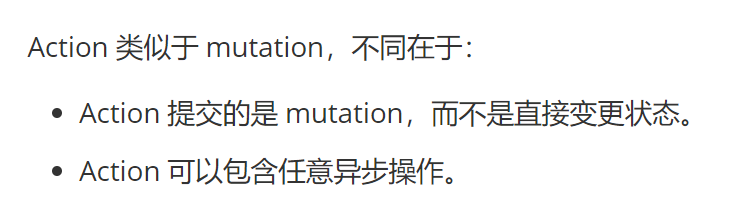 Action 类似于 mutation，不同在于：
Action 提交的是 mutation，而不是直接变更状态。
Action 可以包含任意异步操作。